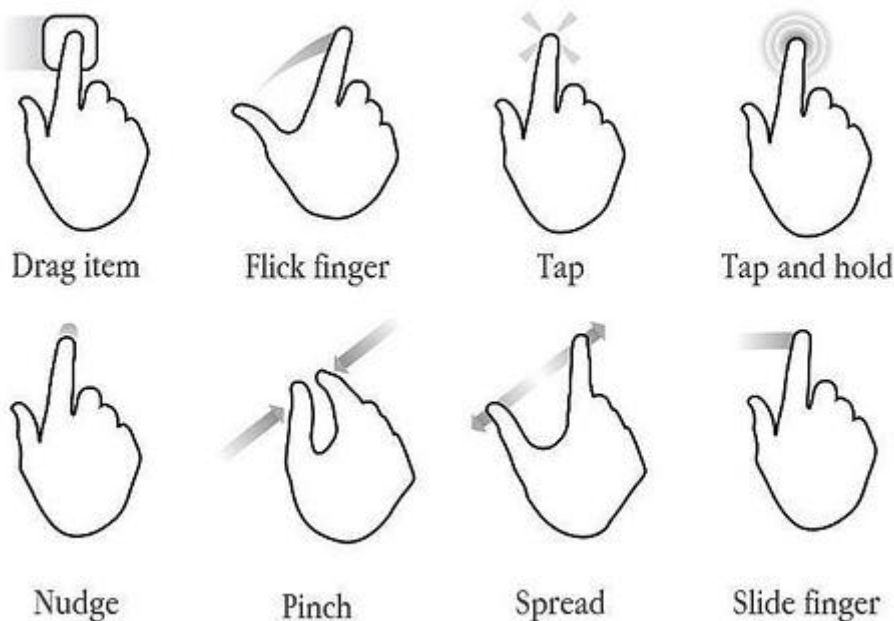 Drag item
Flick finger
Tap
Tap and hold
Nudge
Pinch
Spread
Slide finger